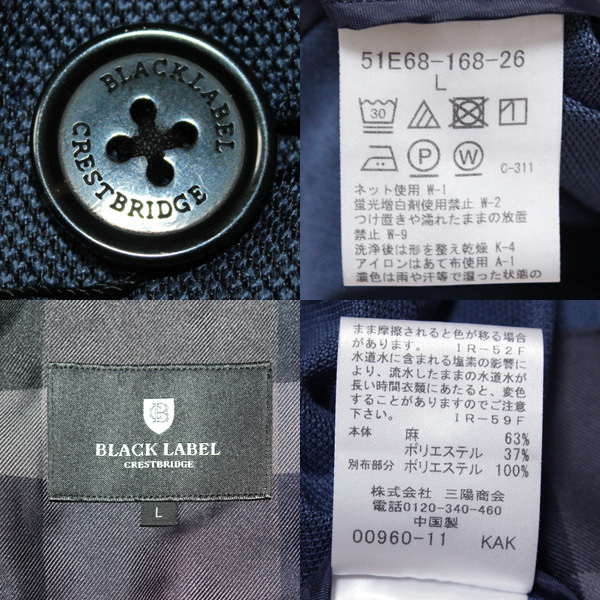 BLACK LABEL
CRESTBRIDGE
51E68-168-26
L
30
C-311
ネット使用 W-1
蛍光増白剤使用禁止 W-2
つけ置きや濡れたままの放置
禁止 W-9
洗浄後は形を整え乾燥 K-4
アイロンはあて布使用 A-1
濃色は雨や汗等で湿った状態の
BLACK LABEL
CRESTBRIDGE
L
まま摩擦されると色が移る場合
があります。 IR-52F
水道水に含まれる塩素の影響に
より、流水したままの水道水が
長い時間衣類にあたると、変色
することがありますのでご注意
下さい。 IR-59F
本体 麻 63%
ポリエステル 37%
別布部分 ポリエステル 100%
株式会社 三陽商会
電話0120-340-460
中国製
00960-11 KAK